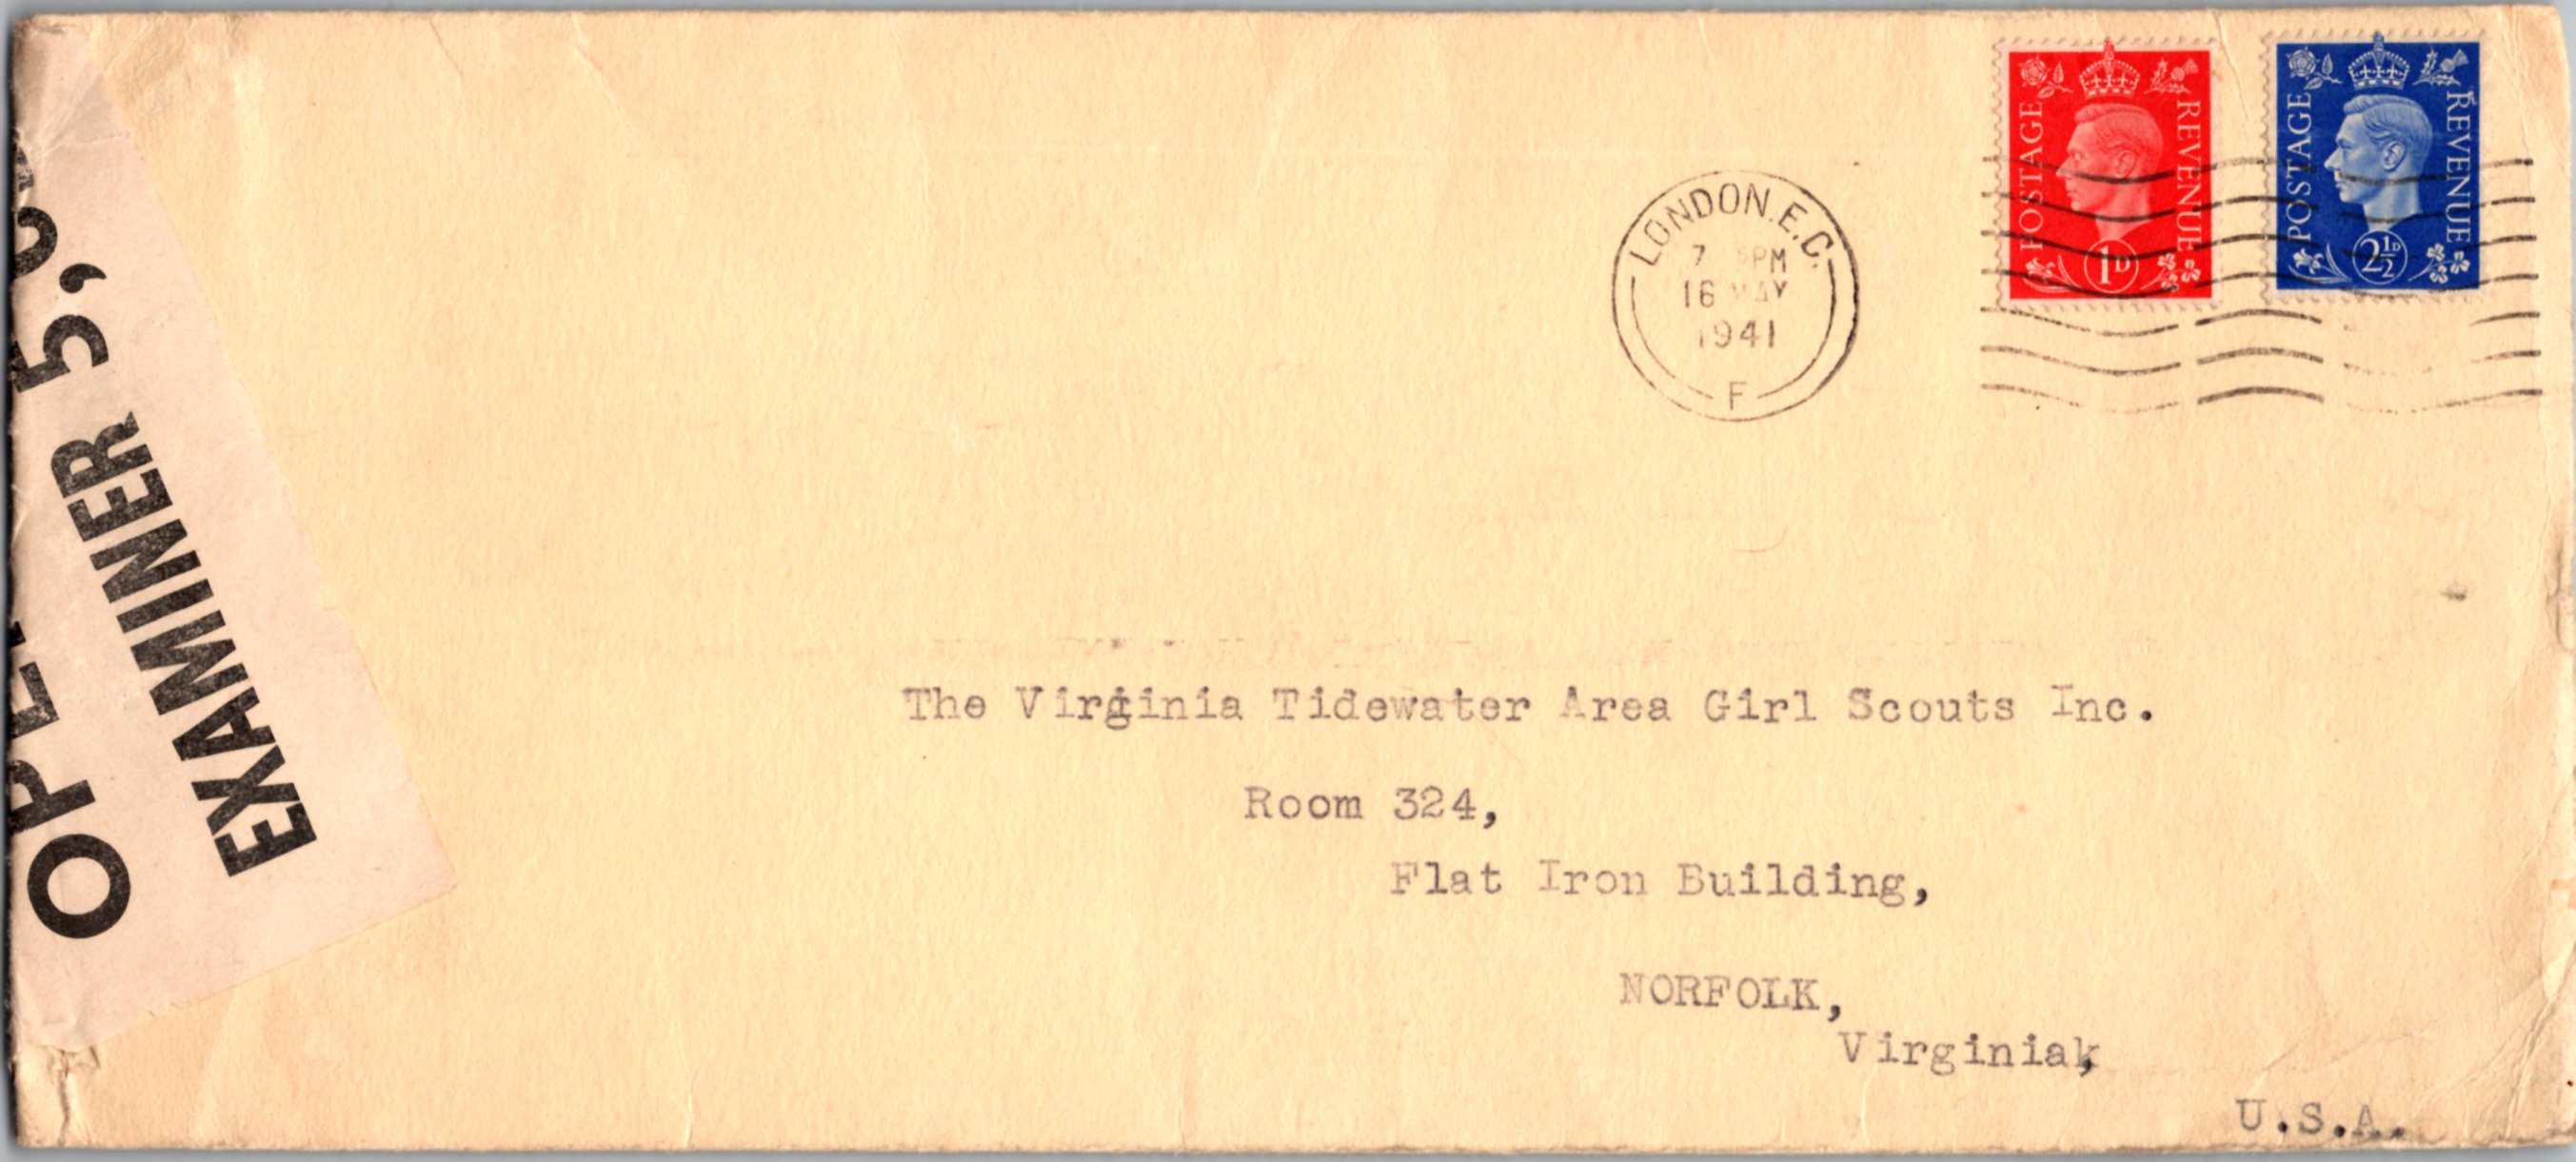 POSTAGE REVENUE
1D
POSTAGE REVENUE
2½D
LONDON. E.C.
PM
16 MAY
1941
F
EXAMINER
The Virginia Tidewater Area Girl Scouts Inc.
Room 324,
Flat Iron Building,
NORFOLK,
Virginia,
U.S.A.